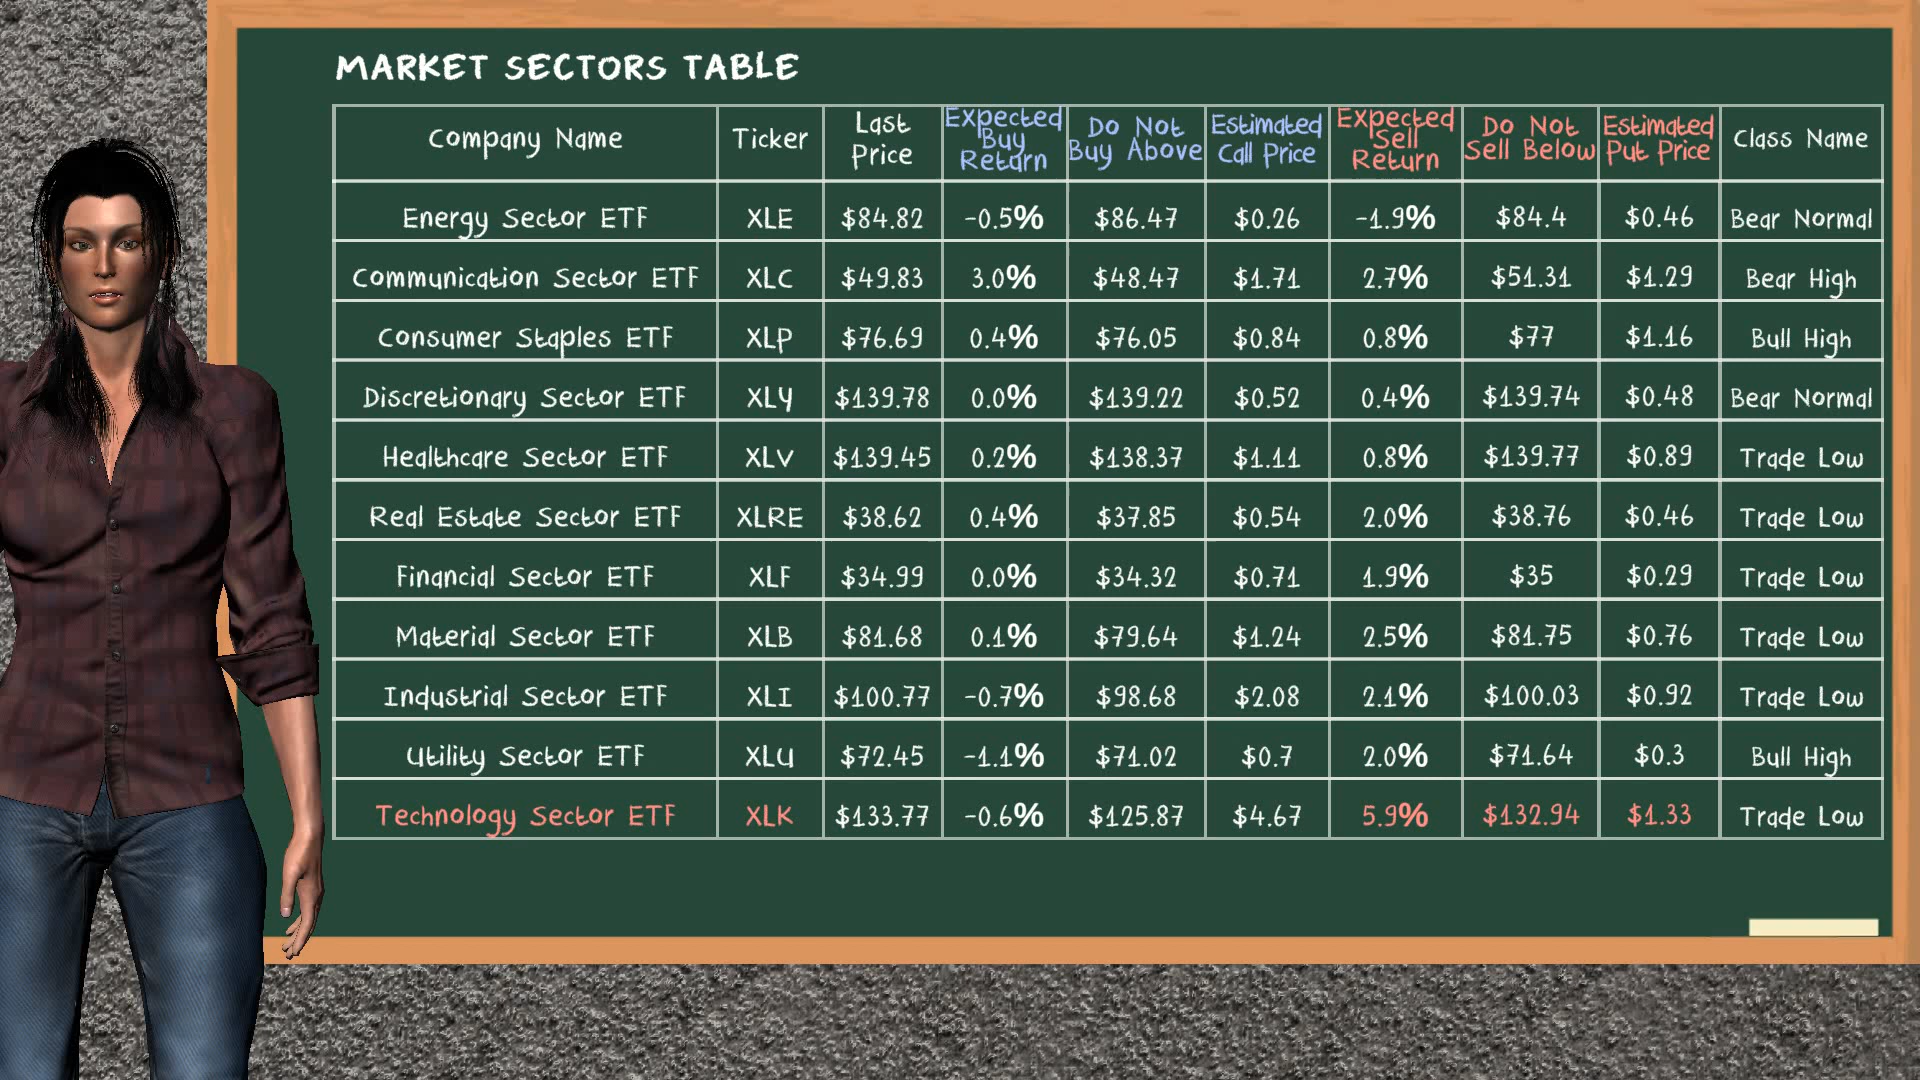 MARKET SECTORS TABLE
Company Name Ticker Last Price Expected Buy Return Do Not Buy Above Estimated Call Price Expected Sell Return Do Not Sell Below Estimated Put Price Class Name
Energy Sector ETF XLE $84.82 -0.5% $86.47 $0.26 -1.9% $84.4 $0.46 Bear Normal
Communication Sector ETF XLC $49.83 3.0% $48.47 $1.71 2.7% $51.31 $1.29 Bear High
Consumer Staples ETF XLP $76.69 0.4% $76.05 $0.84 0.8% $77 $1.16 Bull High
Discretionary Sector ETF XLY $139.78 0.0% $139.22 $0.52 0.4% $139.74 $0.48 Bear Normal
Healthcare Sector ETF XLV $139.45 0.2% $138.37 $1.11 0.8% $139.77 $0.89 Trade Low
Real Estate Sector ETF XLRE $38.62 0.4% $37.85 $0.54 2.0% $38.76 $0.46 Trade Low
Financial Sector ETF XLF $34.99 0.0% $34.32 $0.71 1.9% $35 $0.29 Trade Low
Material Sector ETF XLB $81.68 0.1% $79.64 $1.24 2.5% $81.75 $0.76 Trade Low
Industrial Sector ETF XLI $100.77 -0.7% $98.68 $2.08 2.1% $100.03 $0.92 Trade Low
Utility Sector ETF XLU $72.45 -1.1% $71.02 $0.7 2.0% $71.64 $0.3 Bull High
Technology Sector ETF XLK $133.77 -0.6% $125.87 $4.67 5.9% $132.94 $1.33 Trade Low